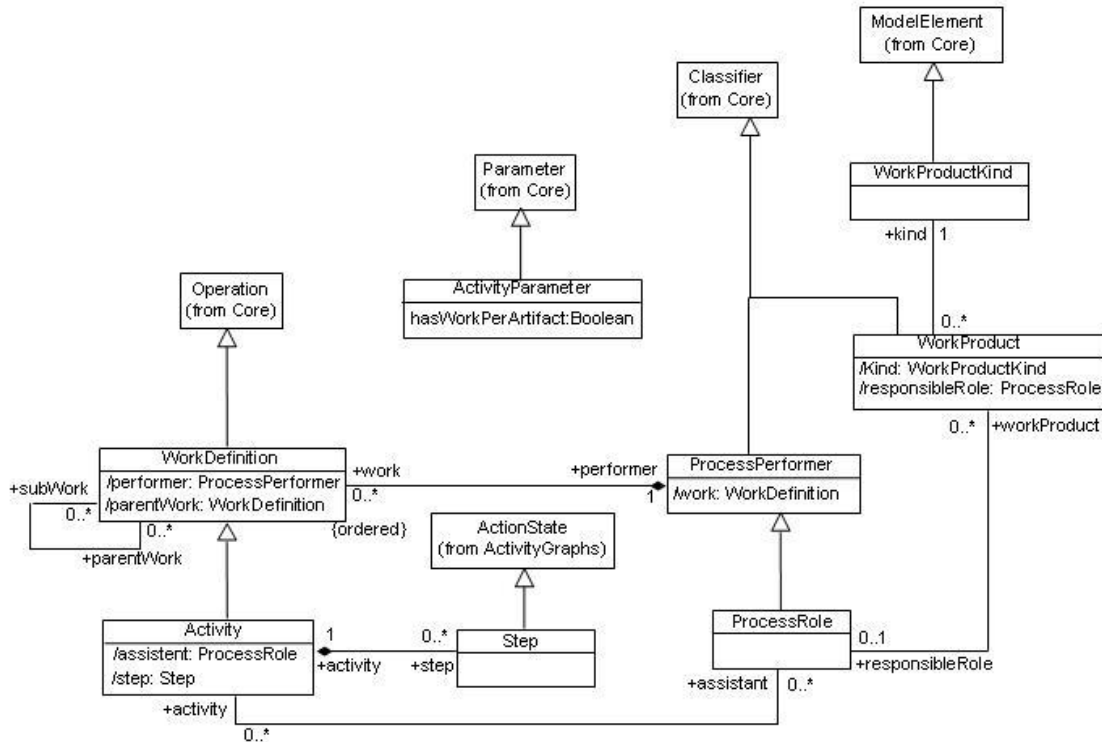 ModelElement
(from Core)
Classifier
(from Core)
Parameter
(from Core)
WorkProductKind
+kind 1
Operation
(from Core)
ActivityParameter
hasWorkPerArtifact:Boolean
0..*
WorkProduct
/Kind: WorkProductKind
/responsibleRole: ProcessRole
0..* +workProduct
WorkDefinition
/performer: ProcessPerformer
/parentWork: WorkDefinition
+work
0..*
{ordered}
+performer
1
ProcessPerformer
/work: WorkDefinition
+subWork
0..*
0..*
+parentWork
ActionState
(from ActivityGraphs)
Activity
/assistent: ProcessRole
/step: Step
1
+activity
0..*
+step
Step
ProcessRole
0..1
+responsibleRole
+assistant 0..*
+activity
0..*